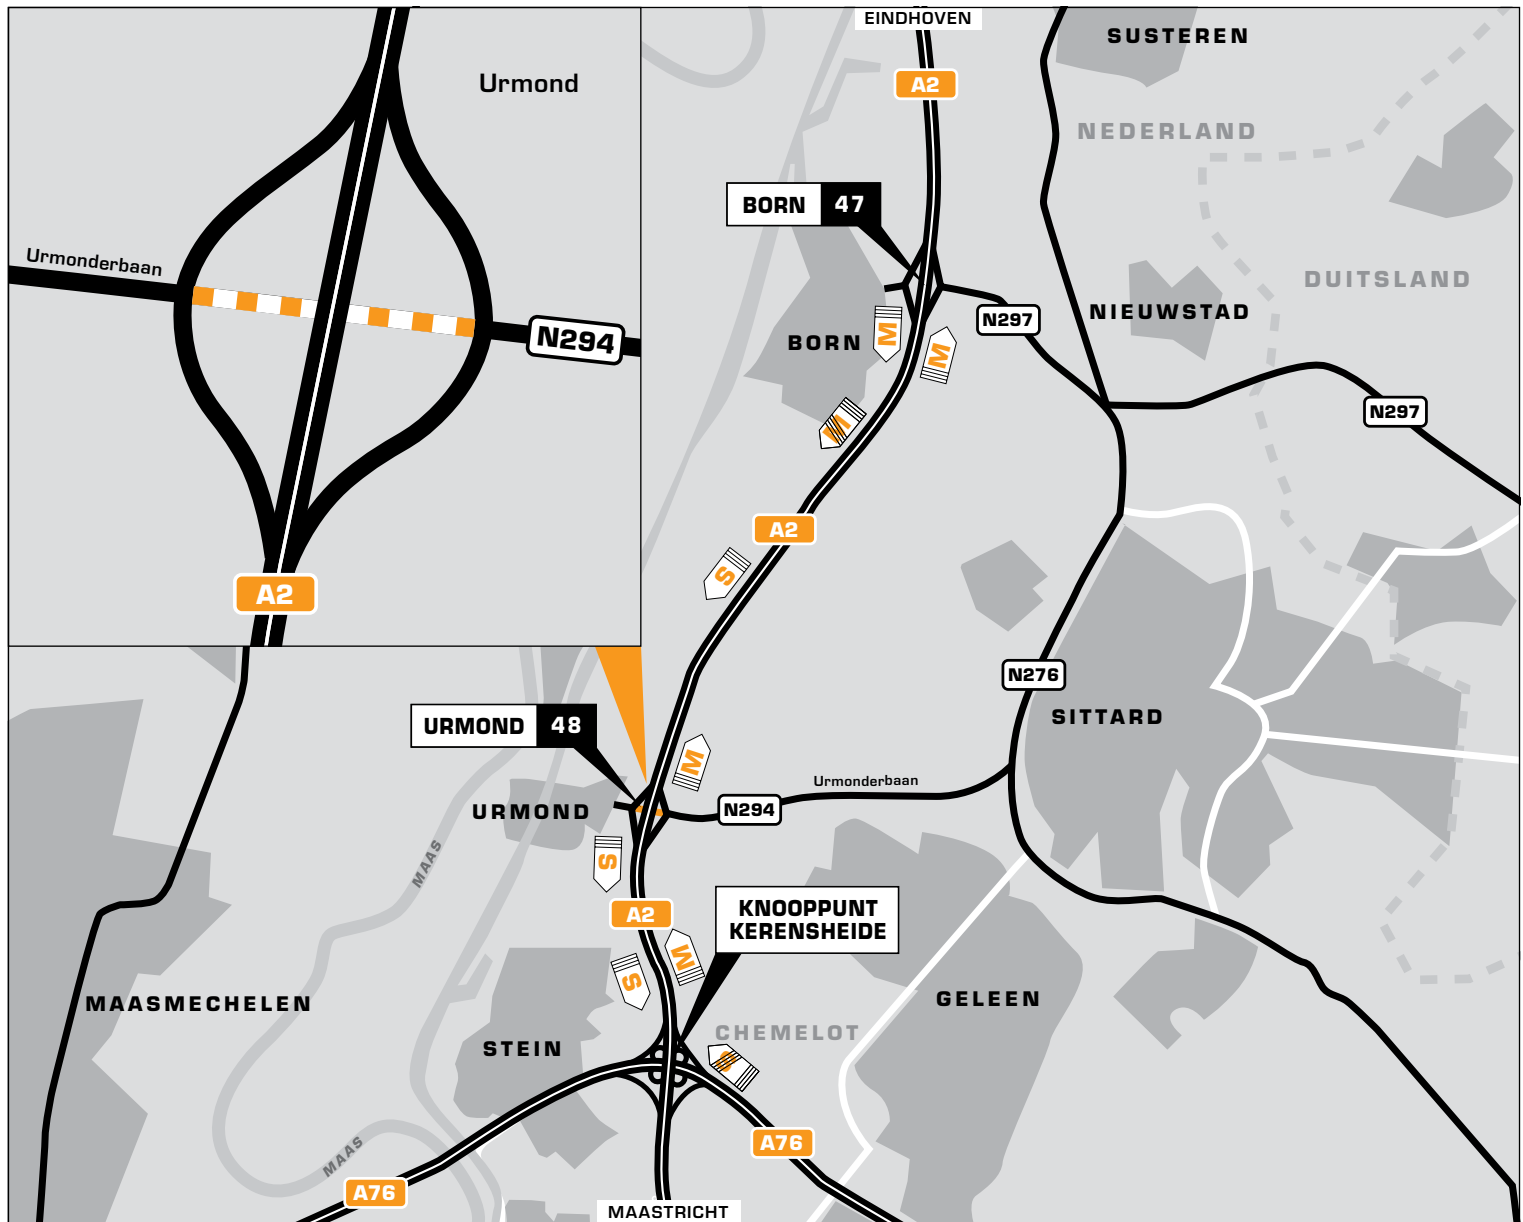 EINDHOVEN
SUSTEREN
Urmond
A2
NEDERLAND
BORN 47
Urmonderbaan
DUITSLAND
NIEUWSTAD
N297
M
N294
BORN
M
N297
M
A2
S
A2
N276
SITTARD
URMOND 48
M
Urmonderbaan
URMOND
N294
MAAS
S
A2
KNOOPPUNT
KERENSHEIDE
M
S
MAASMECHELEN
GELEEN
CHEMELOT
STEIN
S
A76
MAAS
A76
MAASTRICHT